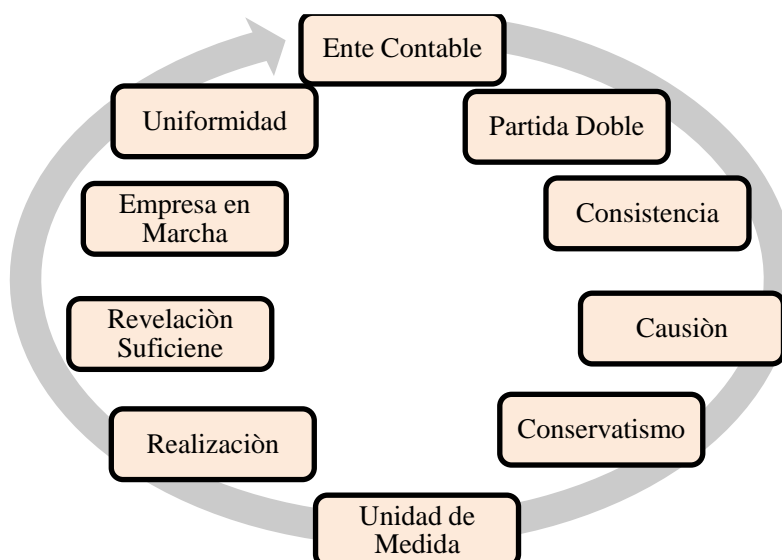 Ente Contable
Partida Doble
Consistencia
Causiòn
Conservatismo
Unidad de
Medida
Realizaciòn
Revelaciòn
Suficiene
Empresa en
Marcha
Uniformidad